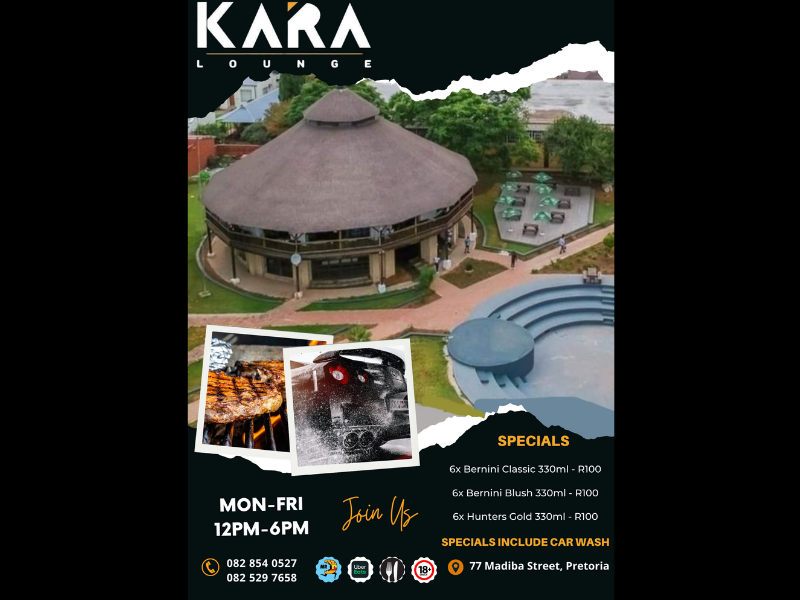 KARA
LOUNGE
SPECIALS
6x Bernini Classic 330ml - R100
6x Bernini Blush 330ml - R100
6x Hunters Gold 330ml - R100
SPECIALS INCLUDE CAR WASH
MON-FRI
12PM-6PM
Join Us
082 854 0527
082 529 7658
Uber
Eats
18+
77 Madiba Street, Pretoria